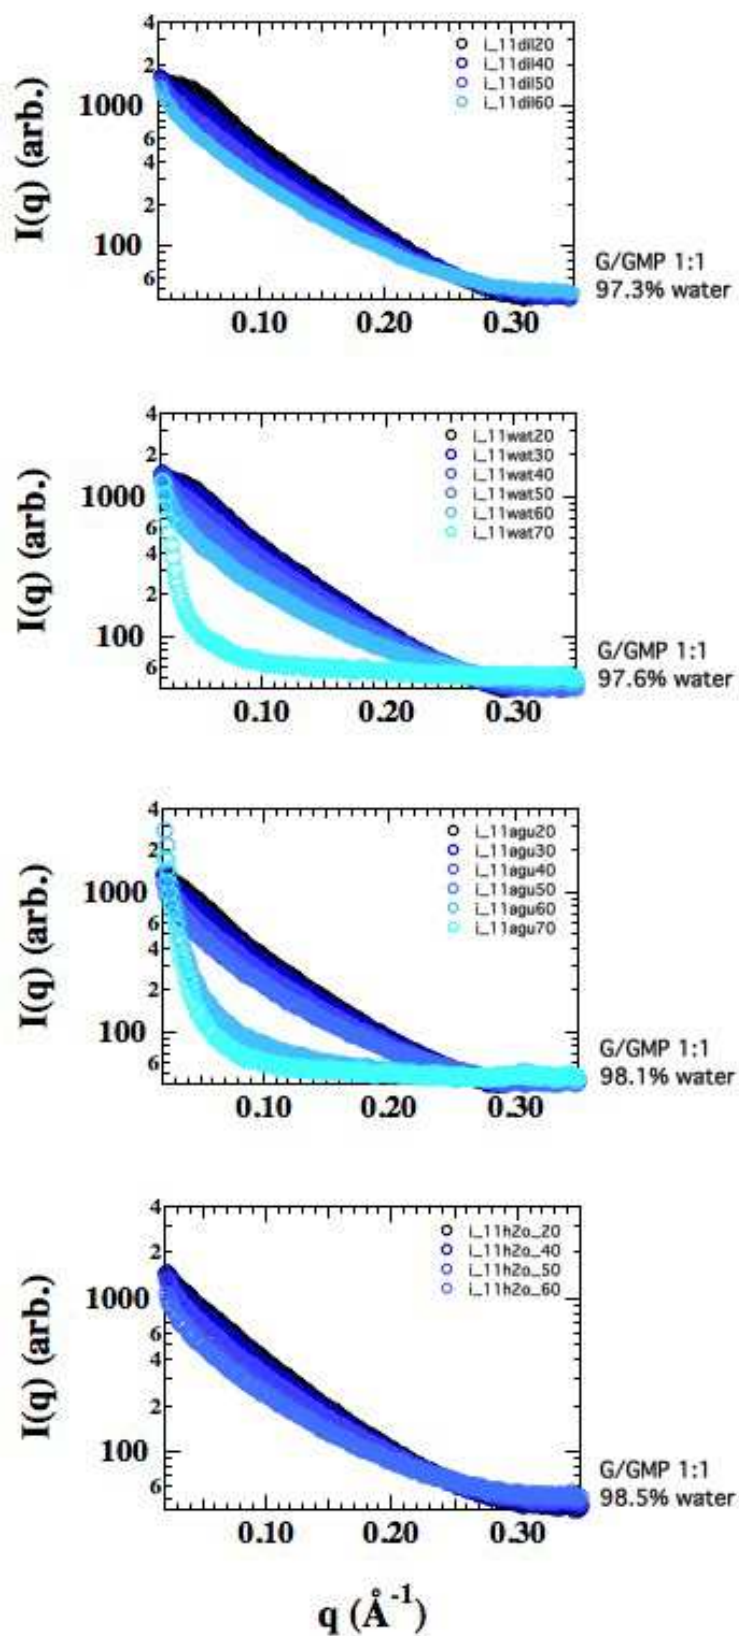 4
2
1000
6
4
2
100
6
I(q) (arb.)
i_11dil20
i_11dil40
i_11dil50
i_11dil60
G/GMP 1:1
97.3% water
0.10 0.20 0.30
4
2
1000
6
4
2
100
6
I(q) (arb.)
i_11wat20
i_11wat30
i_11wat40
i_11wat50
i_11wat60
i_11wat70
G/GMP 1:1
97.6% water
0.10 0.20 0.30
4
2
1000
6
4
2
100
6
I(q) (arb.)
i_11agu20
i_11agu30
i_11agu40
i_11agu50
i_11agu60
i_11agu70
G/GMP 1:1
98.1% water
0.10 0.20 0.30
4
2
1000
6
4
2
100
6
I(q) (arb.)
i_11h2o_20
i_11h2o_40
i_11h2o_50
i_11h2o_60
G/GMP 1:1
98.5% water
0.10 0.20 0.30
q (Å⁻¹)